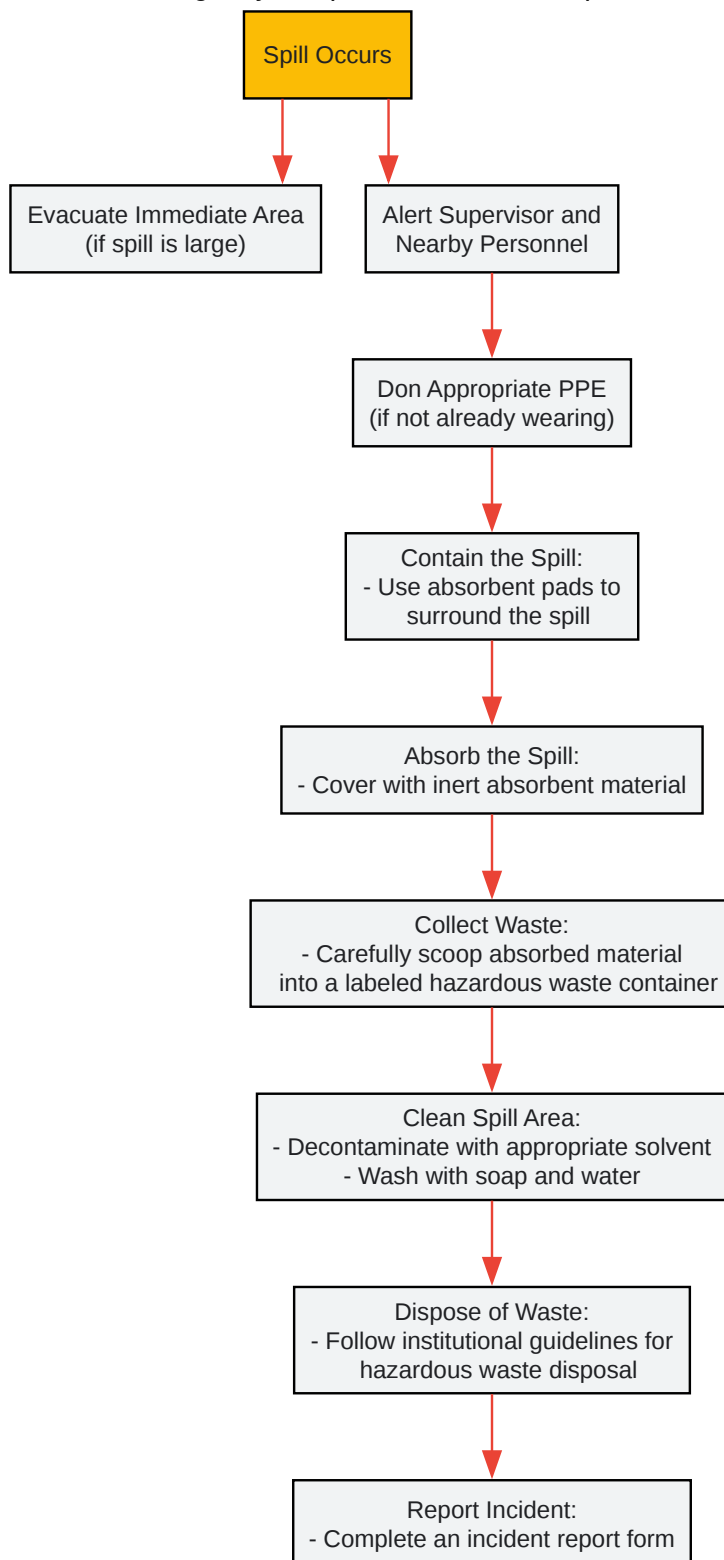 Spill Occurs
Evacuate Immediate Area
(if spill is large)
Alert Supervisor and
Nearby Personnel
Don Appropriate PPE
(if not already wearing)
Contain the Spill:
- Use absorbent pads to
surround the spill
Absorb the Spill:
- Cover with inert absorbent material
Collect Waste:
- Carefully scoop absorbed material
into a labeled hazardous waste container
Clean Spill Area:
- Decontaminate with appropriate solvent
- Wash with soap and water
Dispose of Waste:
- Follow institutional guidelines for
hazardous waste disposal
Report Incident:
- Complete an incident report form